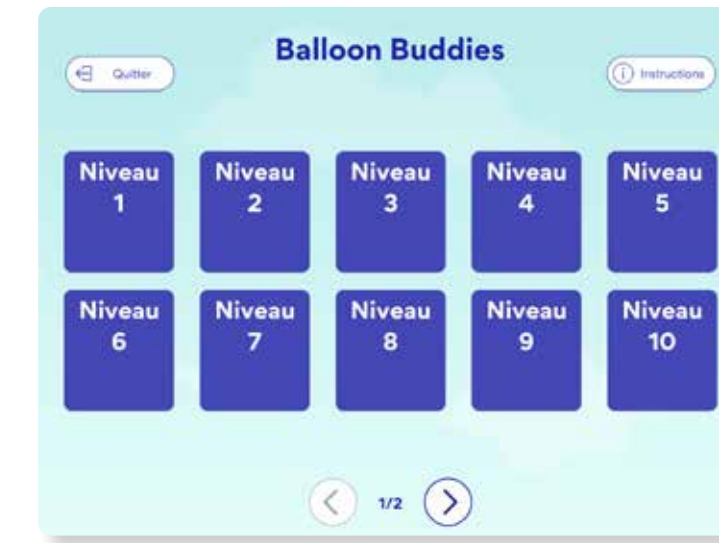 Balloon Buddies
Quitter
Instructions
Niveau
1
Niveau
2
Niveau
3
Niveau
4
Niveau
5
Niveau
6
Niveau
7
Niveau
8
Niveau
9
Niveau
10
1/2